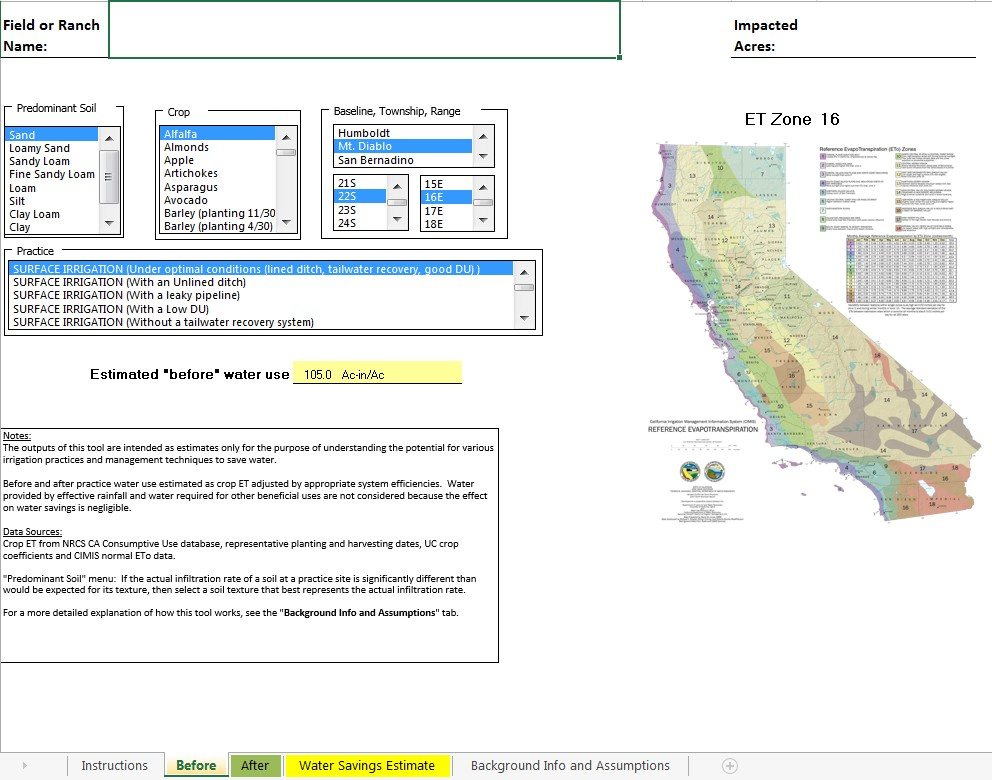 Field or Ranch
Name:
Impacted
Acres:
Predominant Soil
Sand
Loamy Sand
Sandy Loam
Fine Sandy Loam
Loam
Silt
Clay Loam
Clay
Crop
Alfalfa
Almonds
Apple
Artichokes
Asparagus
Avocado
Barley (planting 11/30
Barley (planting 4/30)
Baseline, Township, Range
Humboldt
Mt. Diablo
San Bernadino
21S
22S
23S
24S
15E
16E
17E
18E
ET Zone 16
Practice
SURFACE IRRIGATION (Under optimal conditions (lined ditch, tailwater recovery, good DU) )
SURFACE IRRIGATION (With an Unlined ditch)
SURFACE IRRIGATION (With a leaky pipeline)
SURFACE IRRIGATION (With a Low DU)
SURFACE IRRIGATION (Without a tailwater recovery system)
Estimated "before" water use 105.0 Ac-in/Ac
Reference EvapoTranspiration (ETo) Zones
California Irrigation Management Information System (CIMIS)
REFERENCE EVAPOTRANSPIRATION
Notes:
The outputs of this tool are intended as estimates only for the purpose of understanding the potential for various
irrigation practices and management techniques to save water.
Before and after practice water use estimated as crop ET adjusted by appropriate system efficiencies. Water
provided by effective rainfall and water required for other beneficial uses are not considered because the effect
on water savings is negligible.
Data Sources:
Crop ET from NRCS CA Consumptive Use database, representative planting and harvesting dates, UC crop
coefficients and CIMIS normal ETo data.
"Predominant Soil" menu: If the actual infiltration rate of a soil at a practice site is significantly different than
would be expected for its texture, then select a soil texture that best represents the actual infiltration rate.
For a more detailed explanation of how this tool works, see the "Background Info and Assumptions" tab.
Instructions
Before
After
Water Savings Estimate
Background Info and Assumptions